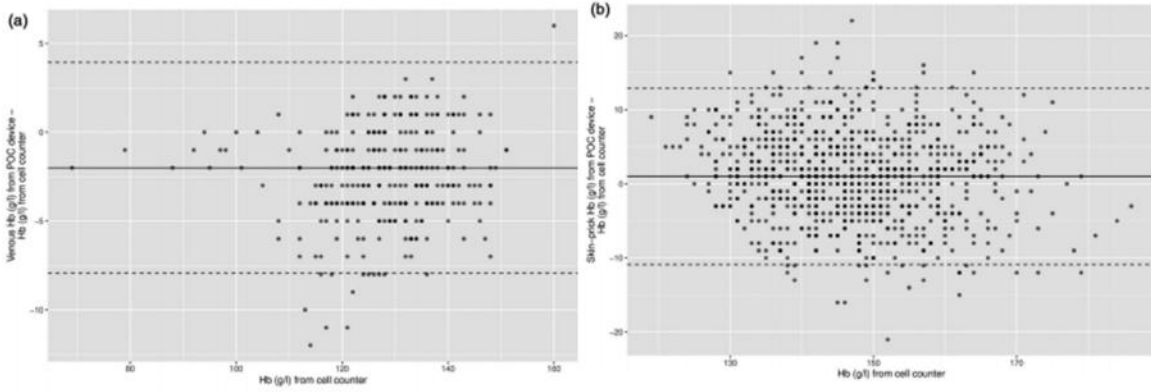 (a)
Venous Hb (g/l) from POC device –
Hb (g/l) from cell counter
5
0
−5
−10
80
100
120
140
160
Hb (g/l) from cell counter
(b)
Skin−prick Hb (g/l) from POC device −
Hb (g/l) from cell counter
20
10
0
−10
−20
130
150
170
Hb (g/l) from cell counter